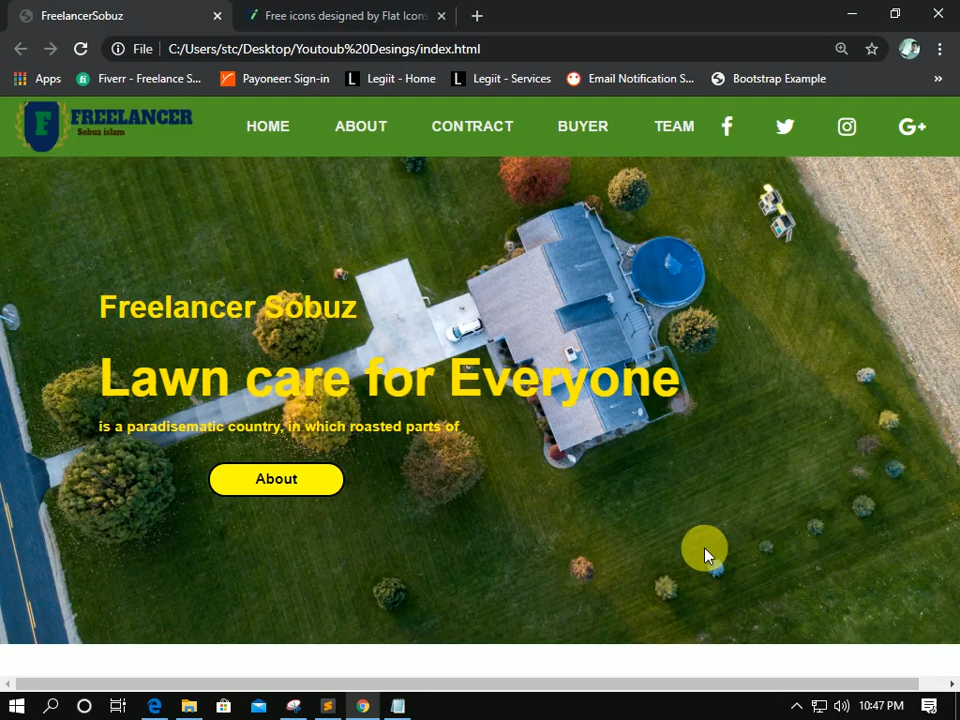 FreelancerSobuz
Free icons designed by Flat Icons
File
C:/Users/stc/Desktop/Youtoub%20Desings/index.html
Apps
Fiverr - Freelance S...
Payoneer: Sign-in
Legiit - Home
Legiit - Services
Email Notification S...
Bootstrap Example
»
F FREELANCER
Sobuz islam
HOME ABOUT CONTRACT BUYER TEAM
Freelancer Sobuz
Lawn care for Everyone
is a paradisematic country, in which roasted parts of
About
10:47 PM